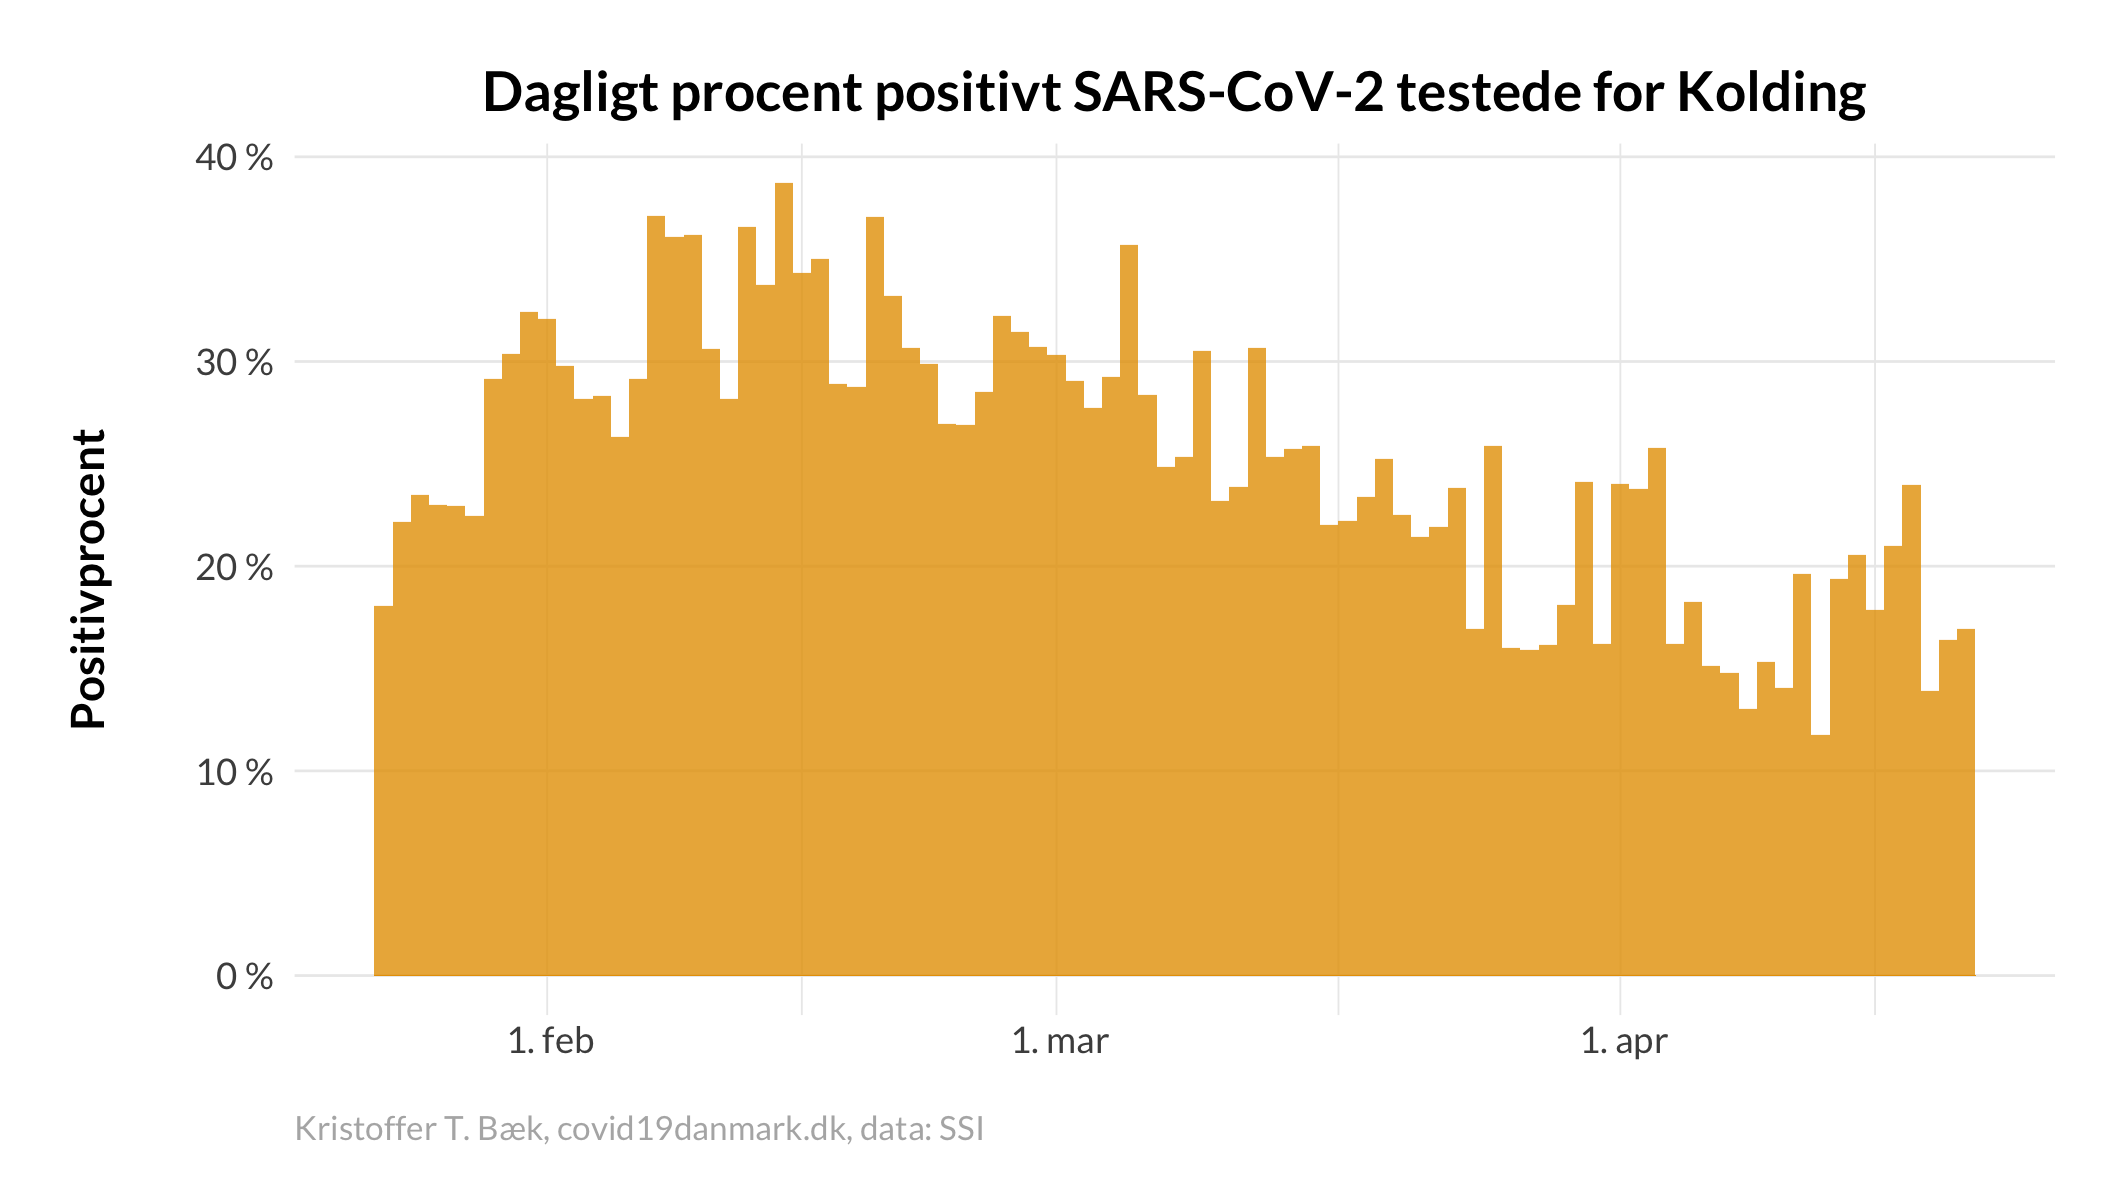 Dagligt procent positivt SARS-CoV-2 testede for Kolding
Positivprocent
40 %
30 %
20 %
10 %
0 %
1. feb
1. mar
1. apr
Kristoffer T. Bæk, covid19danmark.dk, data: SSI